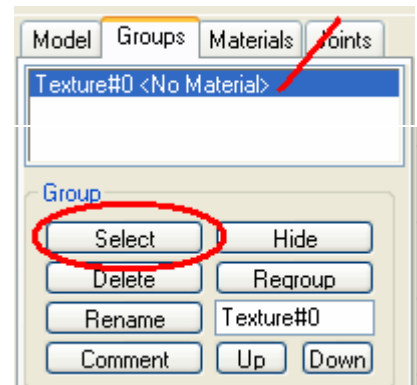 Model Groups Materials Joints
Texture#0 <No Material>
Group
Select Hide
Delete Regroup
Rename Texture#0
Comment Up Down